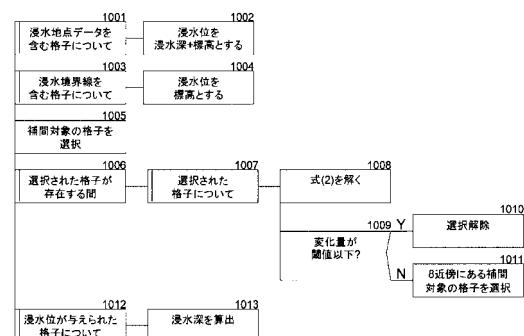 1001
浸水地点データを
含む格子について
1002
浸水位を
浸水深+標高とする
1003
浸水境界線を
含む格子について
1004
浸水位を
標高とする
1005
補間対象の格子を
選択
1006
選択された格子が
存在する間
1007
選択された
格子について
1008
式(2)を解く
1009
変化量が
閾値以下?
Y
1010
選択解除
N
1011
8近傍にある補間
対象の格子を選択
1012
浸水位が与えられた
格子について
1013
浸水深を算出